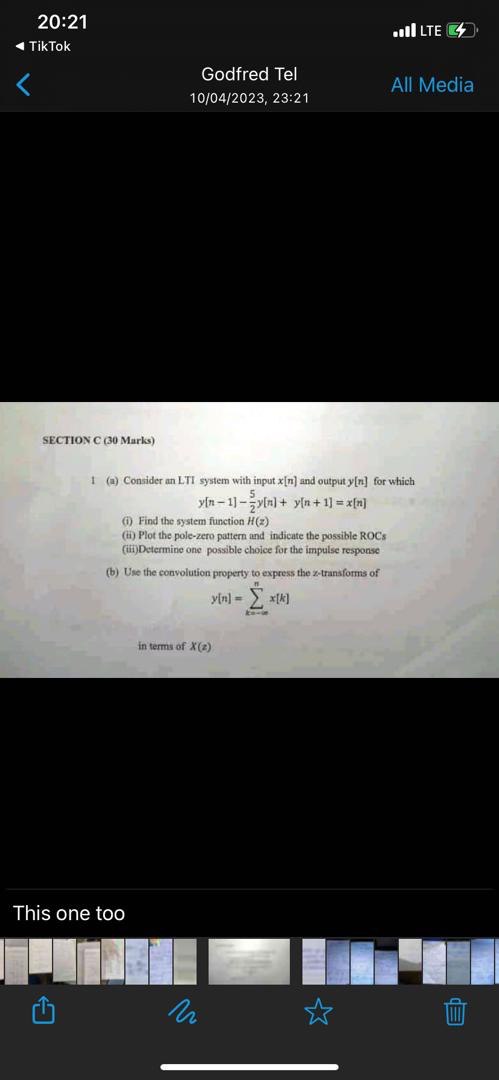 20:21
LTE
TikTok
Godfred Tel
10/04/2023, 23:21
All Media
SECTION C (30 Marks)
1 (a) Consider an LTI system with input x[n] and output y[n] for which
y[n − 1] − 5/2 y[n] + y[n + 1] = x[n]
(i) Find the system function H(z)
(ii) Plot the pole-zero pattern and indicate the possible ROCs
(iii)Determine one possible choice for the impulse response
(b) Use the convolution property to express the z-transforms of
y[n] = ∑_{k=−∞}^{n} x[k]
in terms of X(z)
This one too